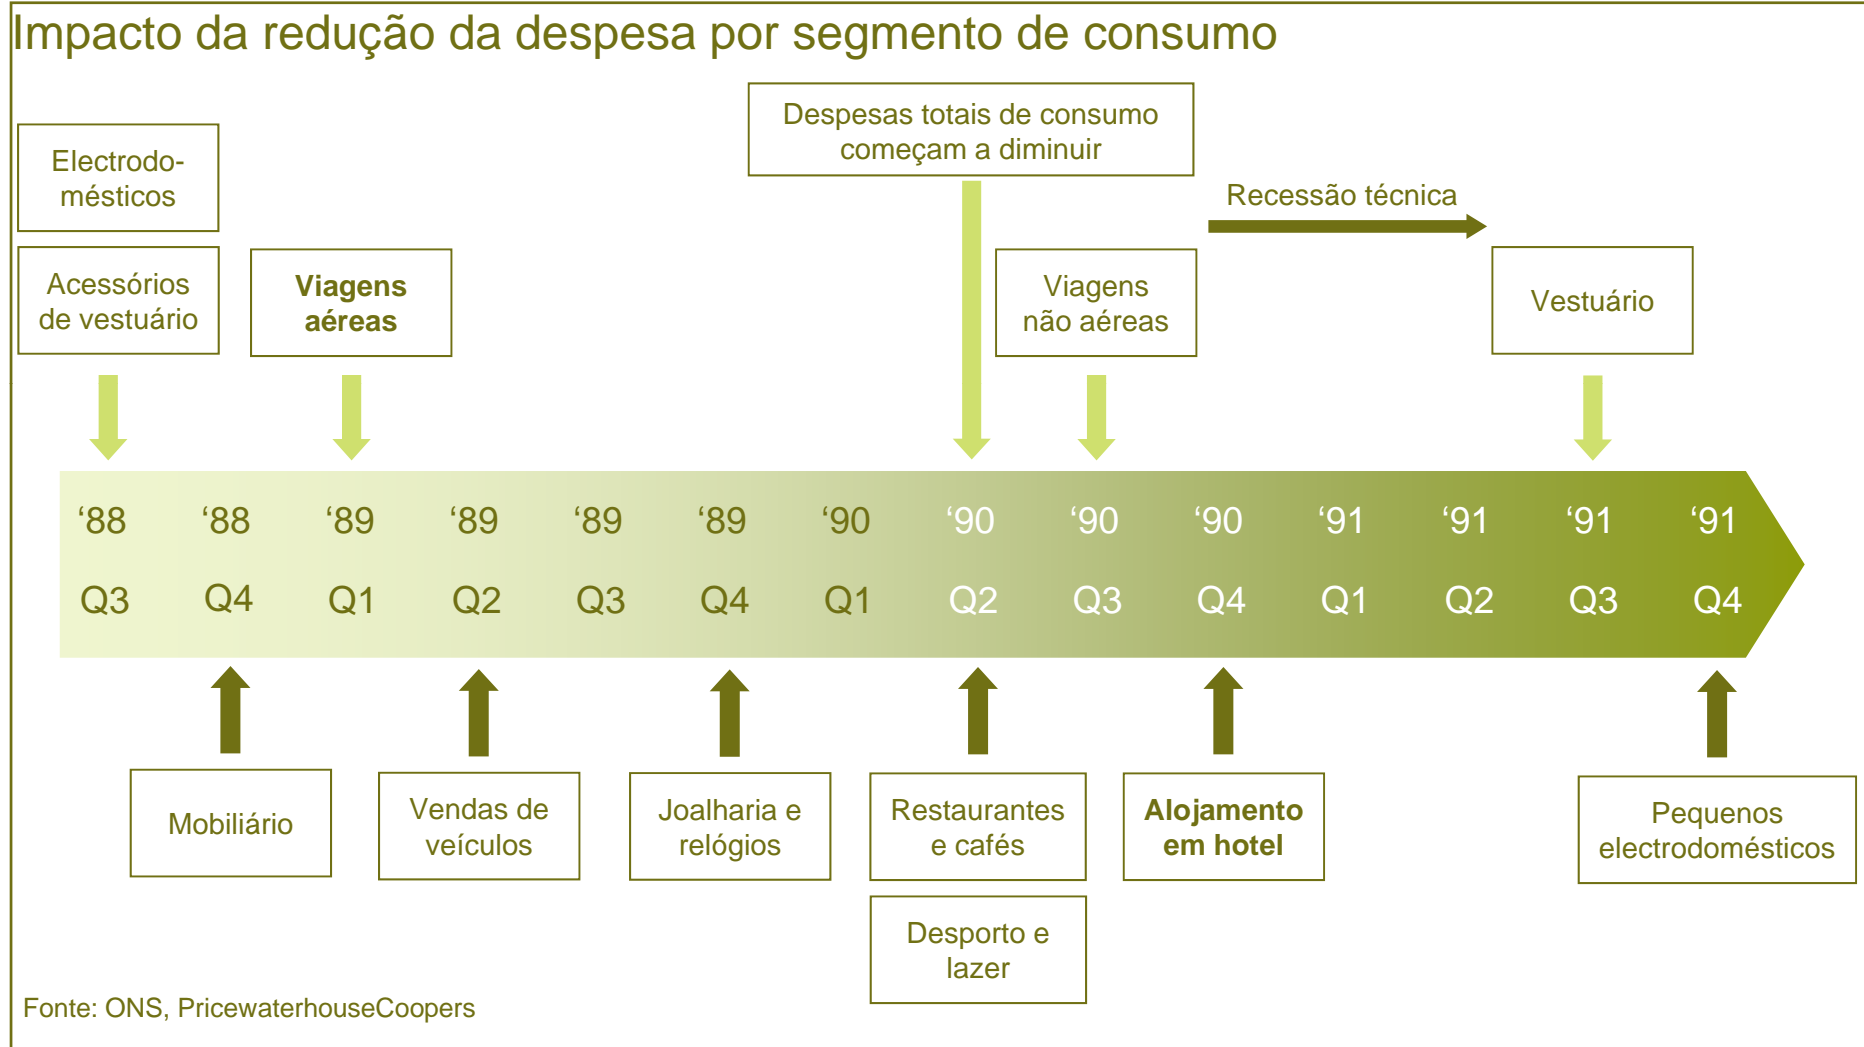 Impacto da redução da despesa por segmento de consumo
Despesas totais de consumo
começam a diminuir
Electrodo-
mésticos
Recessão técnica
Acessórios
de vestuário
Viagens
aéreas
Viagens
não aéreas
Vestuário
‘88 ‘88 ‘89 ‘89 ‘89 ‘89 ‘90 ‘90 ‘90 ‘90 ‘91 ‘91 ‘91 ‘91
Q3 Q4 Q1 Q2 Q3 Q4 Q1 Q2 Q3 Q4 Q1 Q2 Q3 Q4
Mobiliário
Vendas de
veículos
Joalharia e
relógios
Restaurantes
e cafés
Alojamento
em hotel
Pequenos
electrodomésticos
Desporto e
lazer
Fonte: ONS, PricewaterhouseCoopers